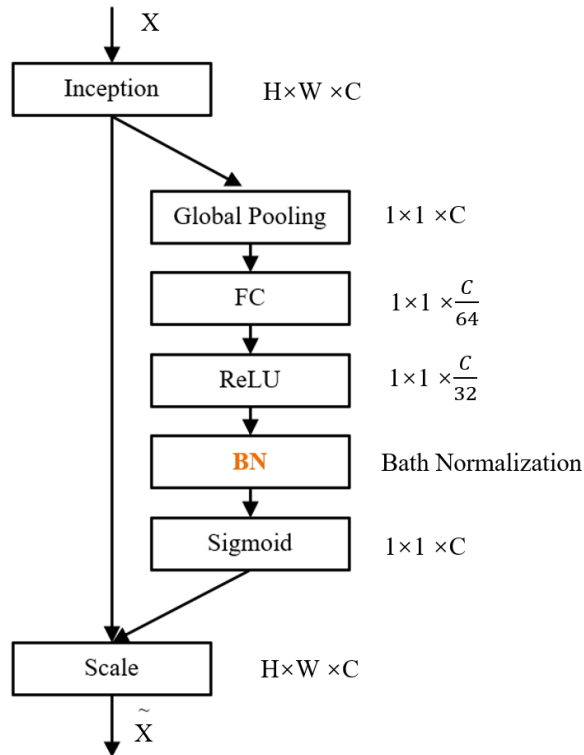 X
Inception
H×W ×C
Global Pooling
1×1 ×C
FC
1×1 ×C/64
ReLU
1×1 ×C/32
BN
Bath Normalization
Sigmoid
1×1 ×C
Scale
H×W ×C
X̃